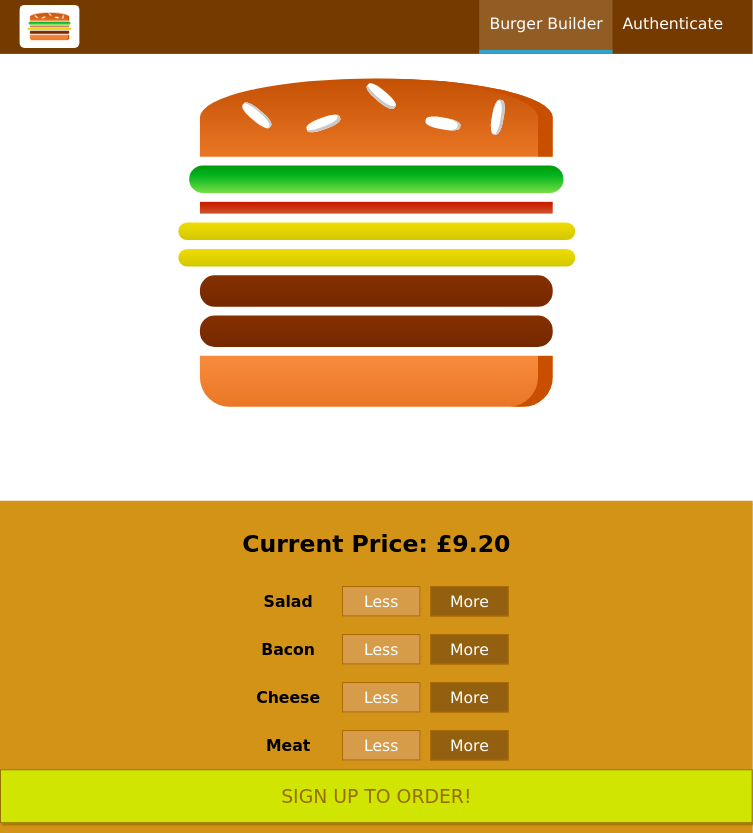 Burger Builder Authenticate
Current Price: £9.20
Salad Less More
Bacon Less More
Cheese Less More
Meat Less More
SIGN UP TO ORDER!